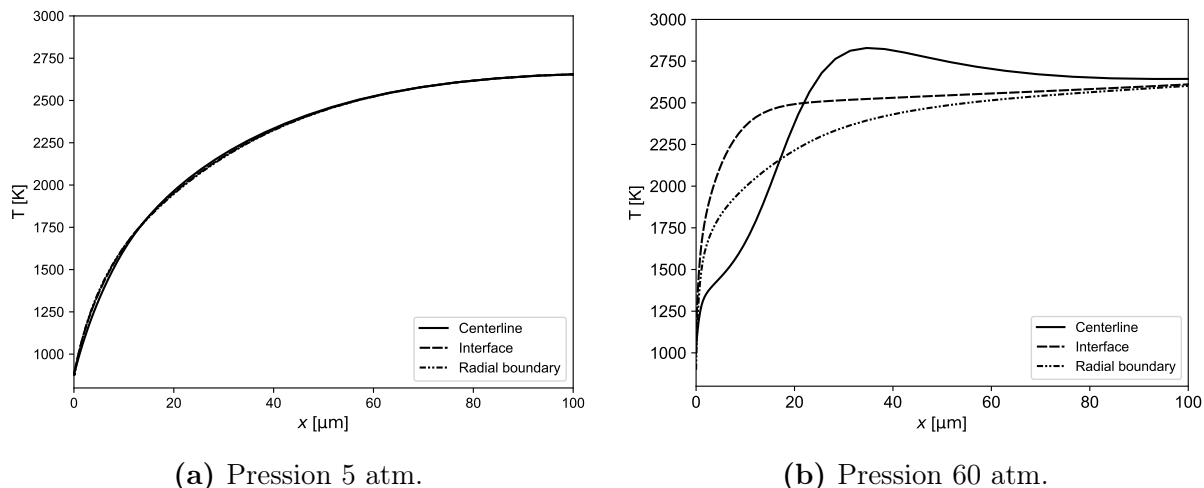 3000
2750
2500
2250
2000
1750
1500
1250
1000
T [K]
0 20 40 60 80 100
x [µm]
Centerline
Interface
Radial boundary
(a) Pression 5 atm.
3000
2750
2500
2250
2000
1750
1500
1250
1000
T [K]
0 20 40 60 80 100
x [µm]
Centerline
Interface
Radial boundary
(b) Pression 60 atm.